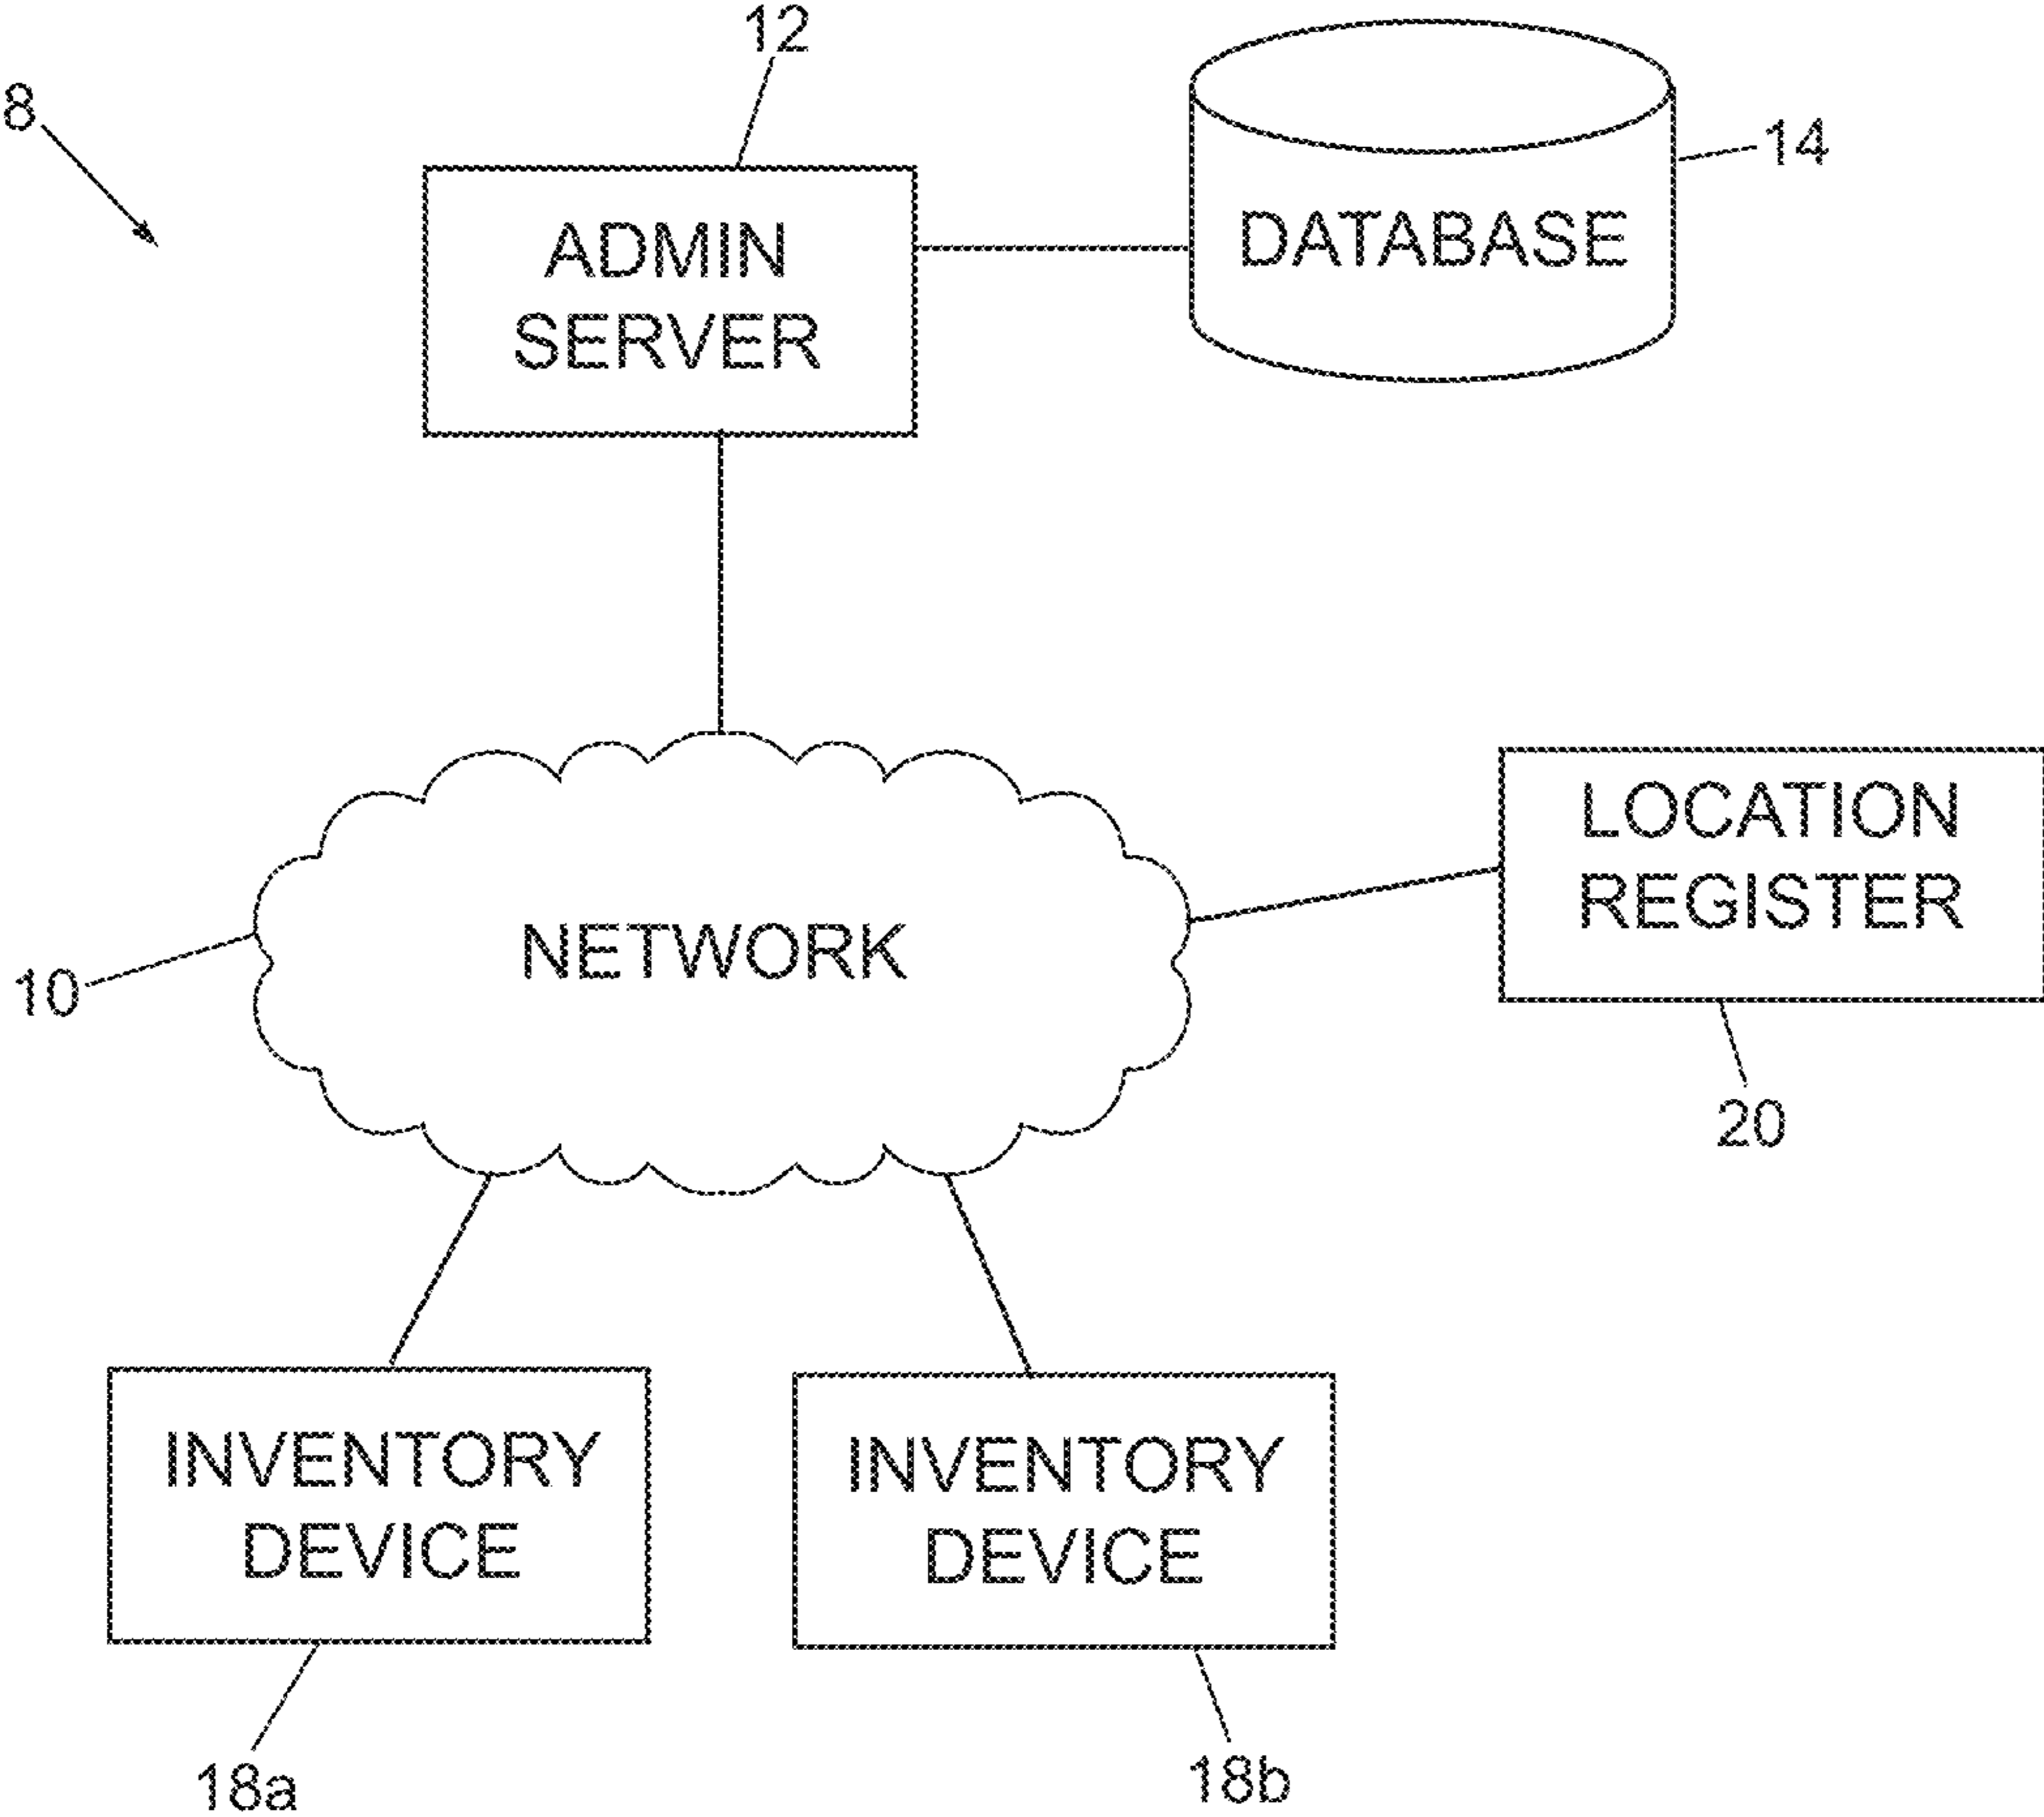 12
8
14
ADMIN
SERVER
DATABASE
LOCATION
REGISTER
NETWORK
10
20
INVENTORY
DEVICE
INVENTORY
DEVICE
18a
18b